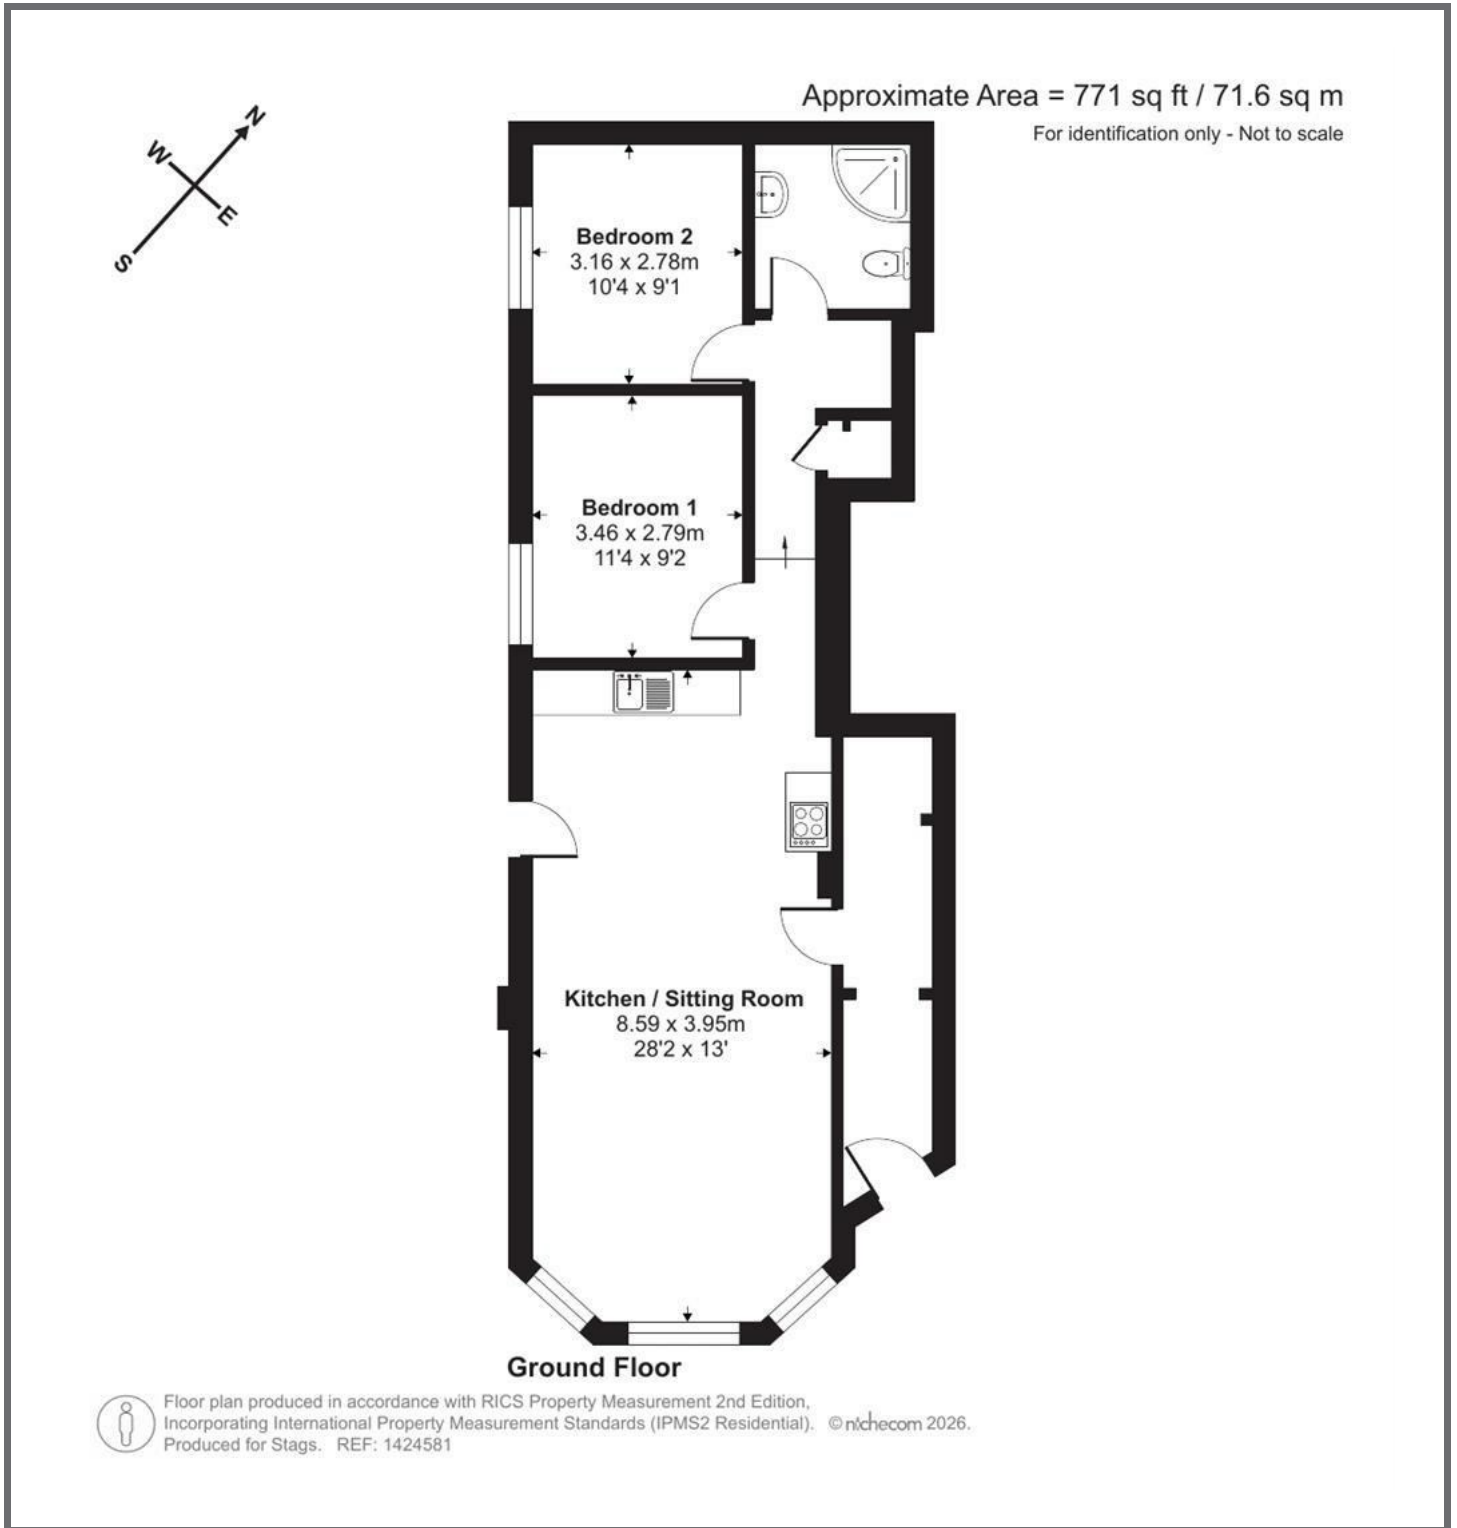 Approximate Area = 771 sq ft / 71.6 sq m
For identification only - Not to scale
N
W
E
S
Bedroom 2
3.16 x 2.78m
10'4 x 9'1
Bedroom 1
3.46 x 2.79m
11'4 x 9'2
Kitchen / Sitting Room
8.59 x 3.95m
28'2 x 13'
Ground Floor
Floor plan produced in accordance with RICS Property Measurement 2nd Edition,
Incorporating International Property Measurement Standards (IPMS2 Residential). © nichecom 2026.
Produced for Stags. REF: 1424581